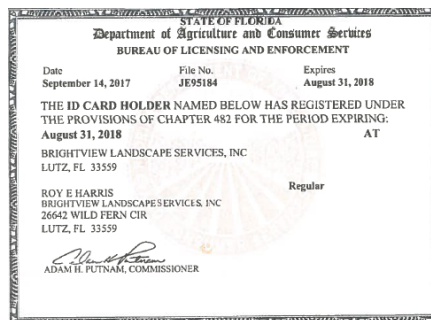 STATE OF FLORIDA
Department of Agriculture and Consumer Services
BUREAU OF LICENSING AND ENFORCEMENT
Date File No. Expires
September 14, 2017 JE95184 August 31, 2018
THE ID CARD HOLDER NAMED BELOW HAS REGISTERED UNDER
THE PROVISIONS OF CHAPTER 482 FOR THE PERIOD EXPIRING:
August 31, 2018 AT
BRIGHTVIEW LANDSCAPE SERVICES, INC
LUTZ, FL 33559
Regular
ROY E HARRIS
BRIGHTVIEW LANDSCAPE SERVICES, INC
26642 WILD FERN CIR
LUTZ, FL 33559
ADAM H. PUTNAM, COMMISSIONER